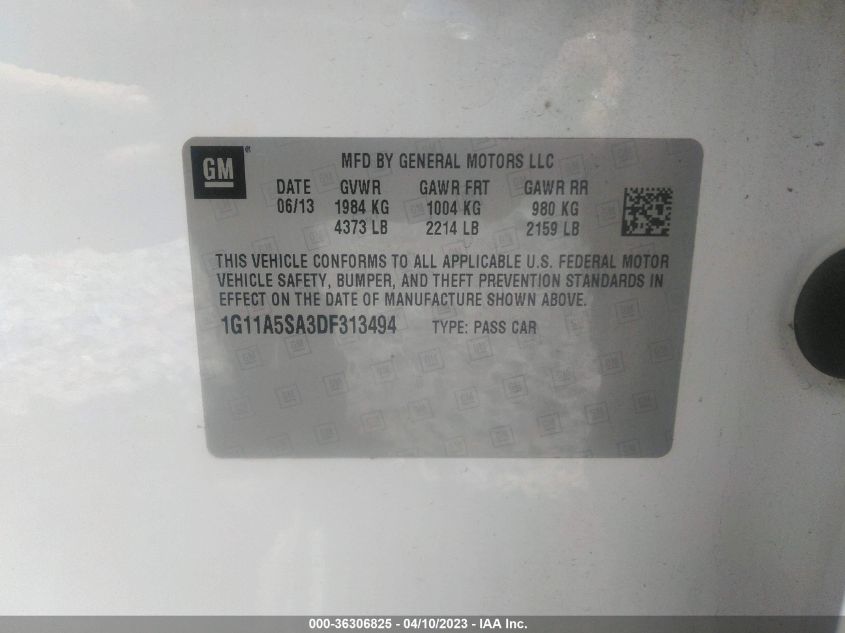 GM
MFD BY GENERAL MOTORS LLC
DATE GVWR GAWR FRT GAWR RR
06/13 1984 KG 1004 KG 980 KG
4373 LB 2214 LB 2159 LB
THIS VEHICLE CONFORMS TO ALL APPLICABLE U.S. FEDERAL MOTOR
VEHICLE SAFETY, BUMPER, AND THEFT PREVENTION STANDARDS IN
EFFECT ON THE DATE OF MANUFACTURE SHOWN ABOVE.
1G11A5SA3DF313494 TYPE: PASS CAR
000-36306825 - 04/10/2023 - IAA Inc.